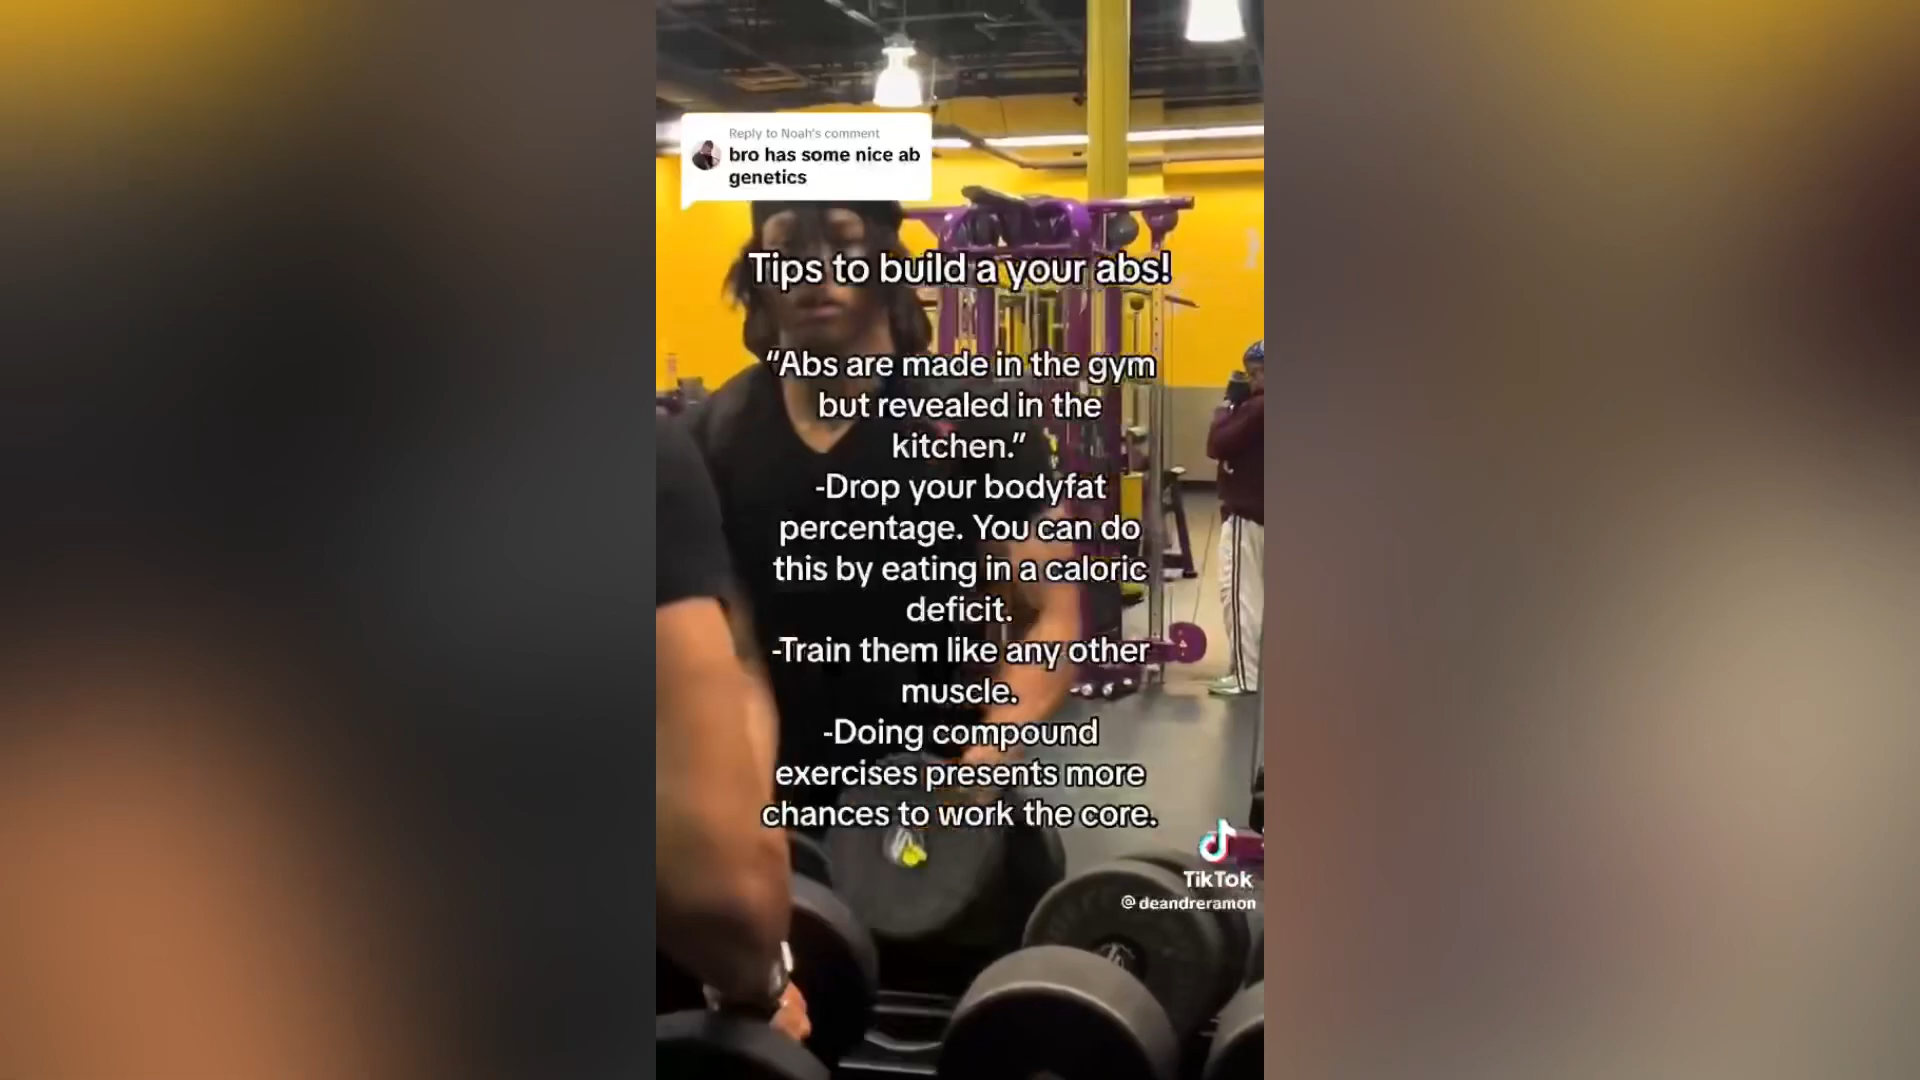 Reply to Noah's comment
bro has some nice ab
genetics
Tips to build a your abs!
“Abs are made in the gym
but revealed in the
kitchen.”
-Drop your bodyfat
percentage. You can do
this by eating in a caloric
deficit.
-Train them like any other
muscle.
-Doing compound
exercises presents more
chances to work the core.
TikTok
@deandreramon